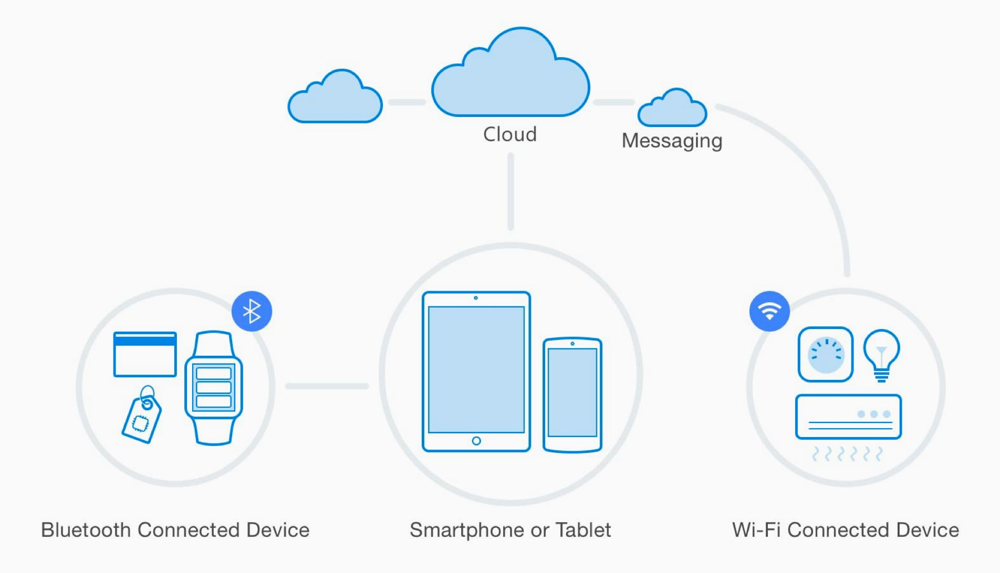 Cloud
Messaging
Bluetooth Connected Device
Smartphone or Tablet
Wi-Fi Connected Device